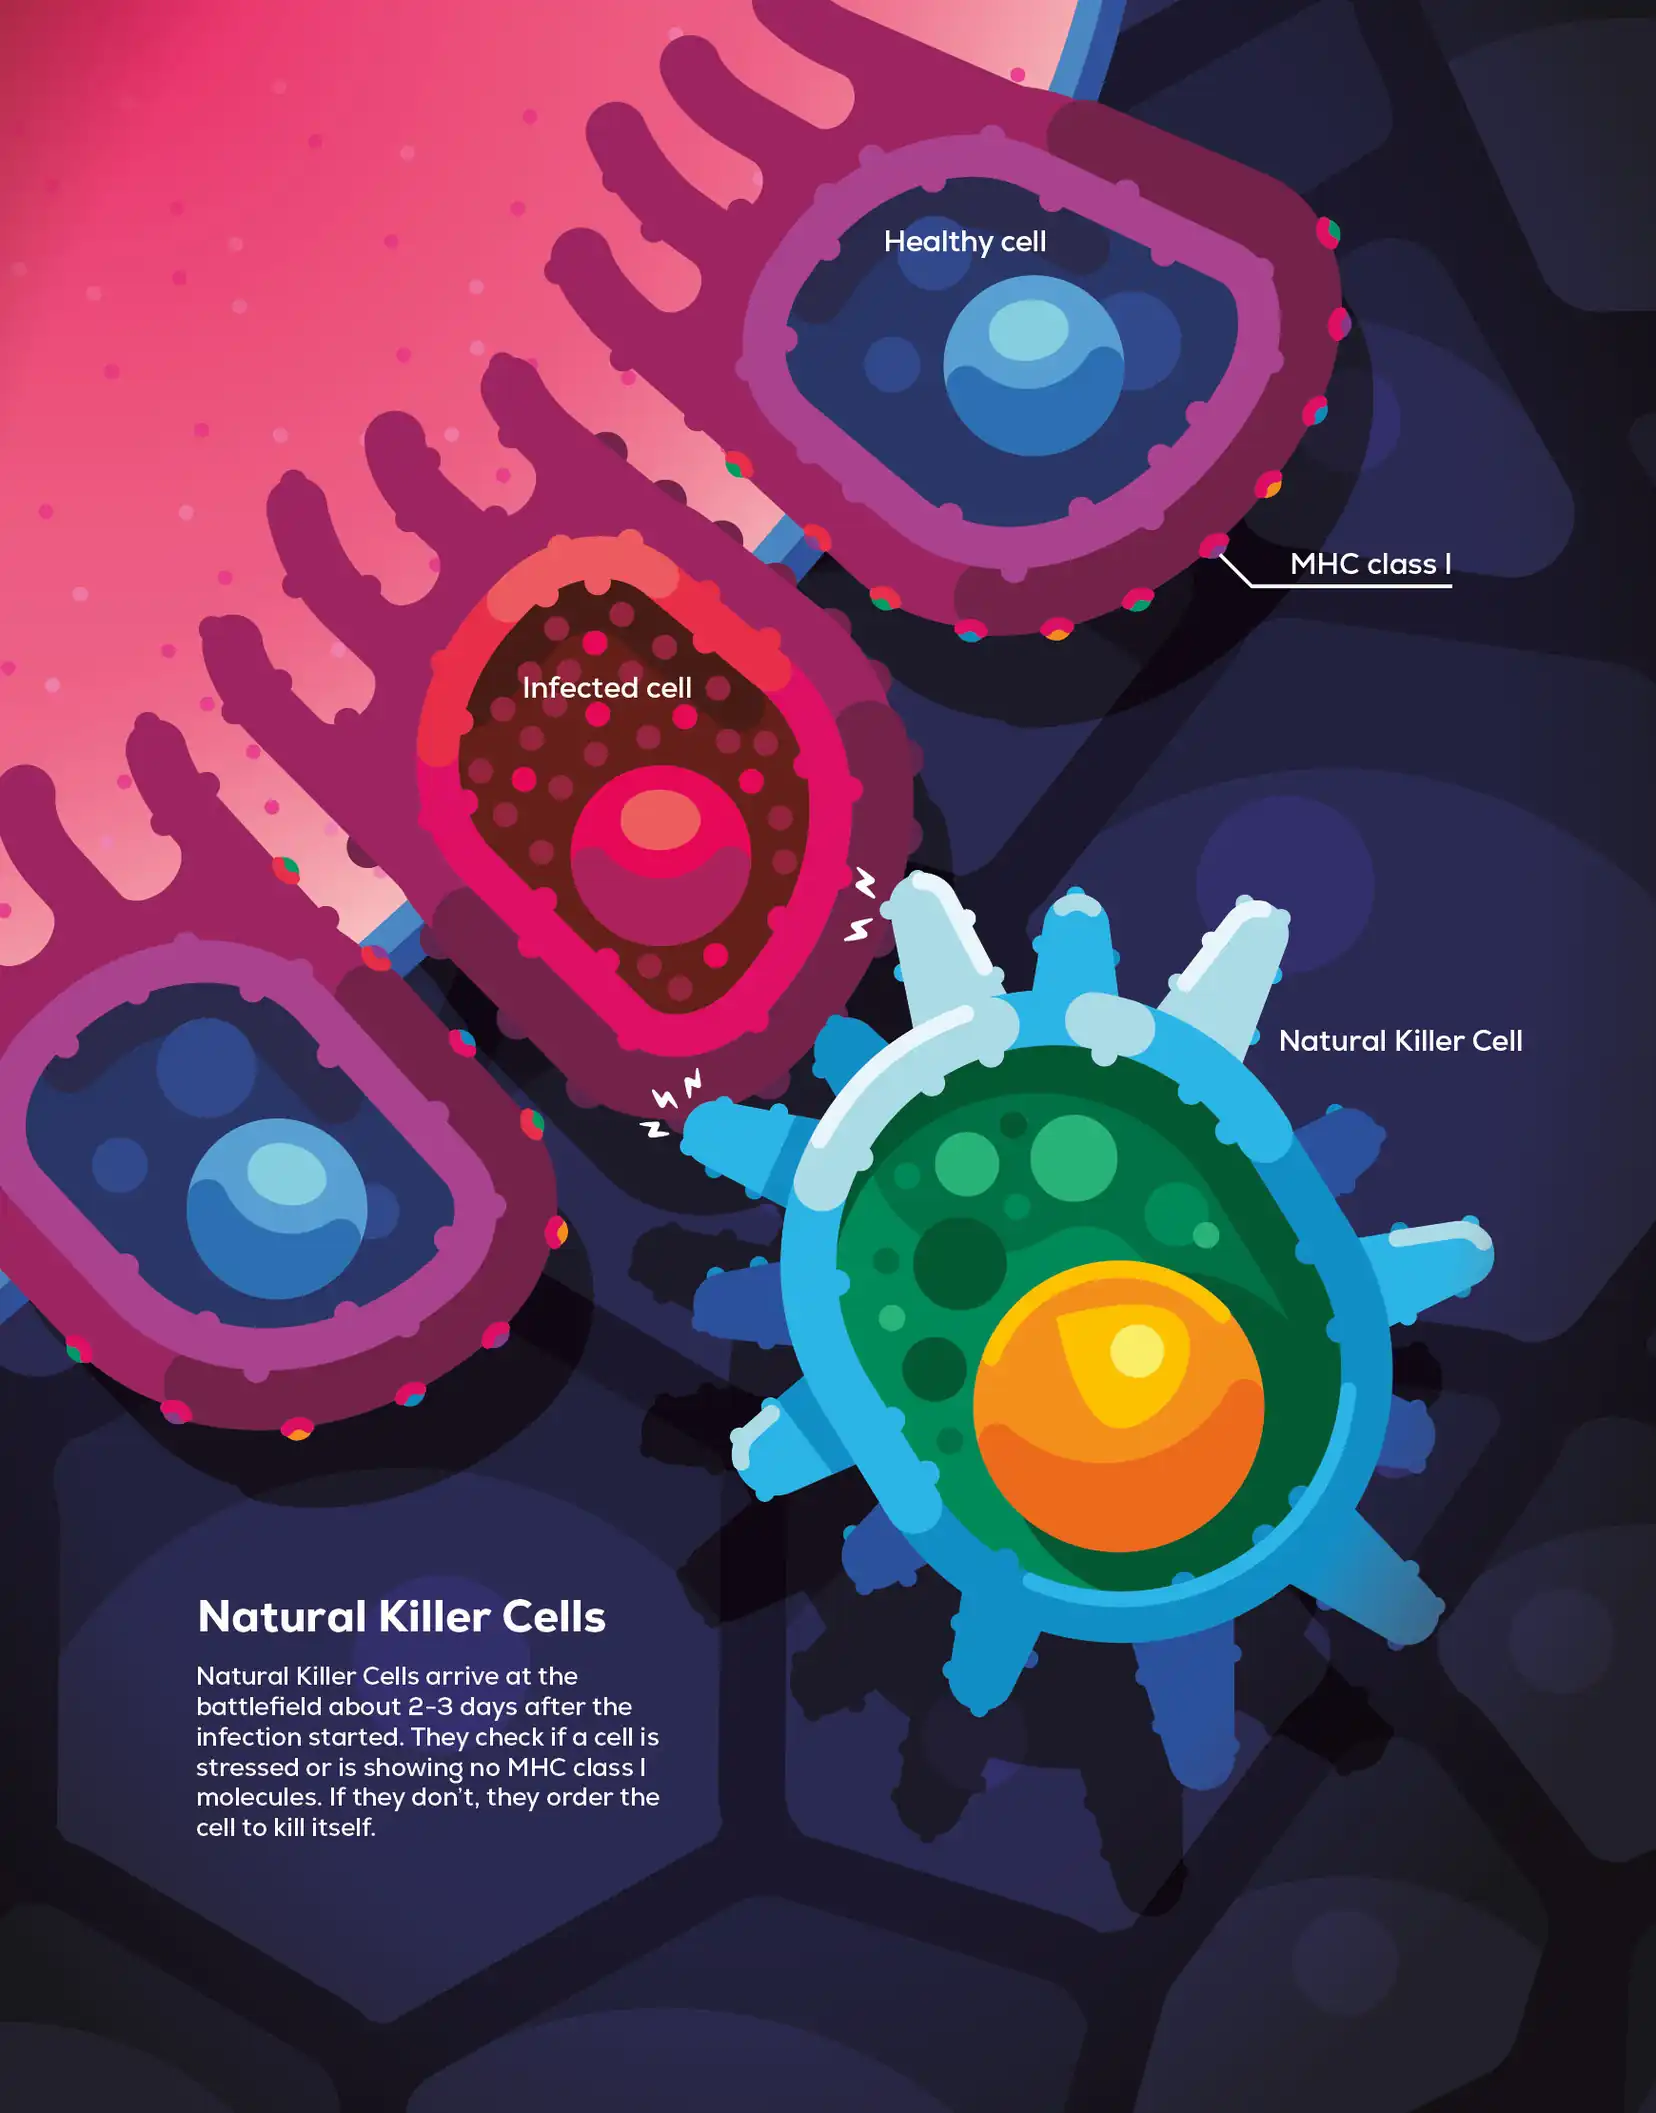 Healthy cell
MHC class I
Infected cell
Natural Killer Cell
Natural Killer Cells
Natural Killer Cells arrive at the
battlefield about 2-3 days after the
infection started. They check if a cell is
stressed or is showing no MHC class I
molecules. If they don’t, they order the
cell to kill itself.